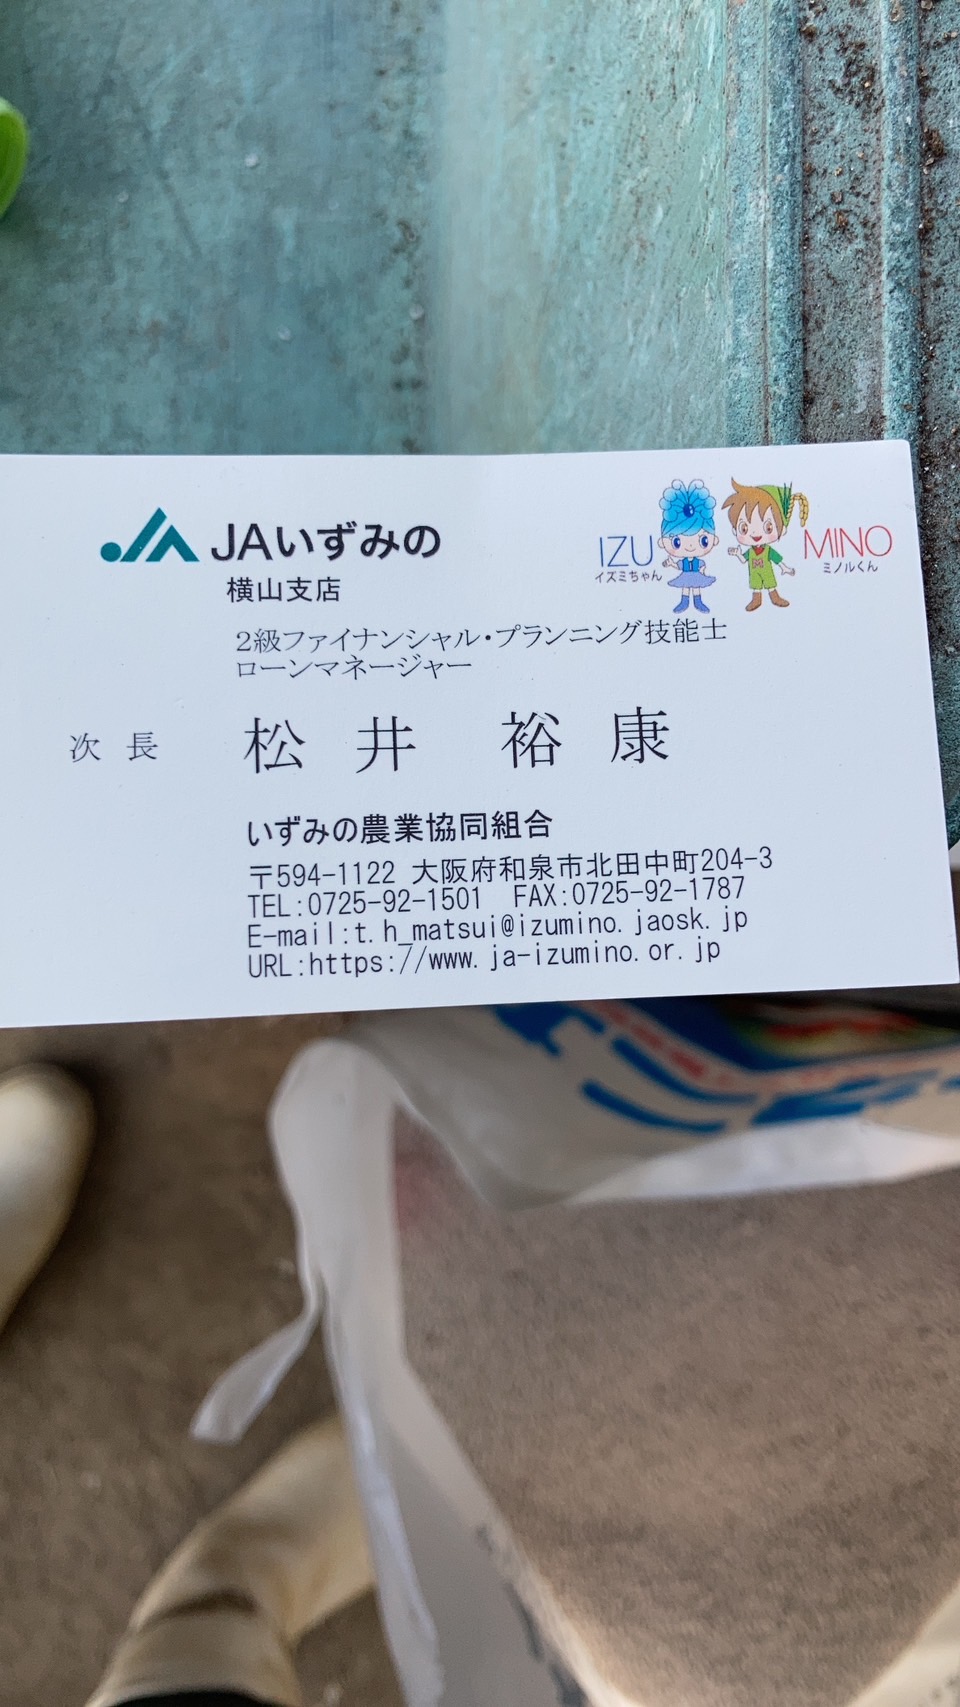 JAいずみの
横山支店
IZU
イズミちゃん
MINO
ミノルくん
2級ファイナンシャル・プランニング技能士
ローンマネージャー
次長 松井 裕康
いずみの農業協同組合
〒594-1122 大阪府和泉市北田中町204-3
TEL:0725-92-1501 FAX:0725-92-1787
E-mail:t.h_matsui@izumino.jaosk.jp
URL:https://www.ja-izumino.or.jp